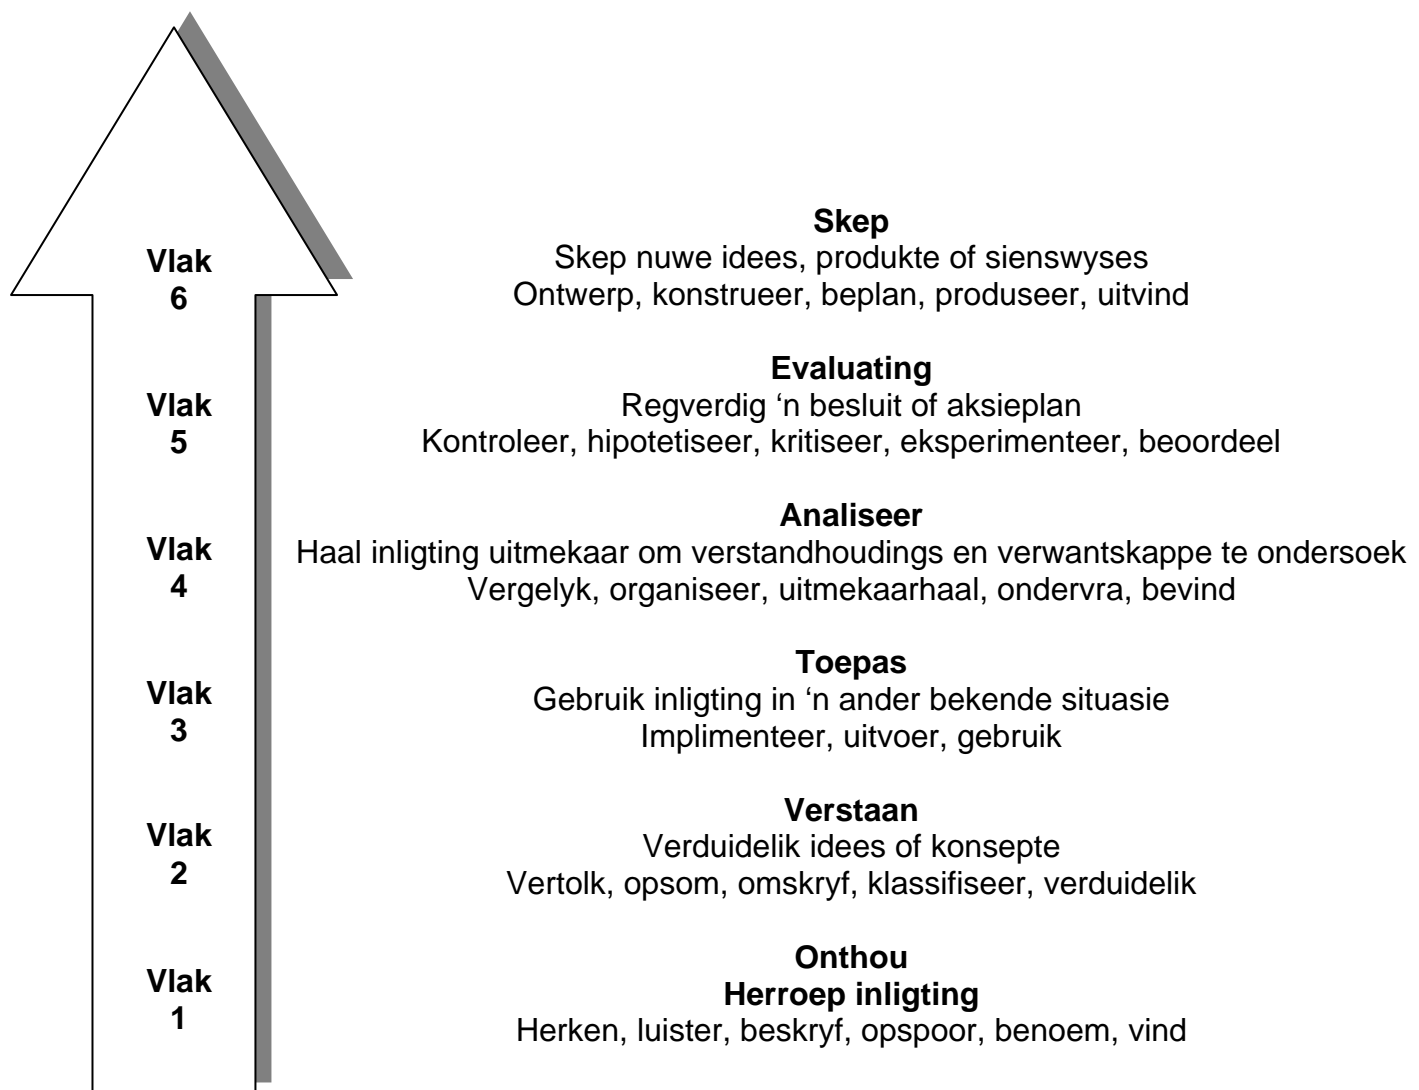 Vlak
6
Skep
Skep nuwe idees, produkte of sienswyses
Ontwerp, konstrueer, beplan, produseer, uitvind
Vlak
5
Evaluating
Regverdig ‘n besluit of aksieplan
Kontroleer, hipotetiseer, kritiseer, eksperimenteer, beoordeel
Vlak
4
Analiseer
Haal inligting uitmekaar om verstandhoudings en verwantskappe te ondersoek
Vergelyk, organiseer, uitmekaarhaal, ondervra, bevind
Vlak
3
Toepas
Gebruik inligting in ‘n ander bekende situasie
Implimenteer, uitvoer, gebruik
Vlak
2
Verstaan
Verduidelik idees of konsepte
Vertolk, opsom, omskryf, klassifiseer, verduidelik
Vlak
1
Onthou
Herroep inligting
Herken, luister, beskryf, opspoor, benoem, vind